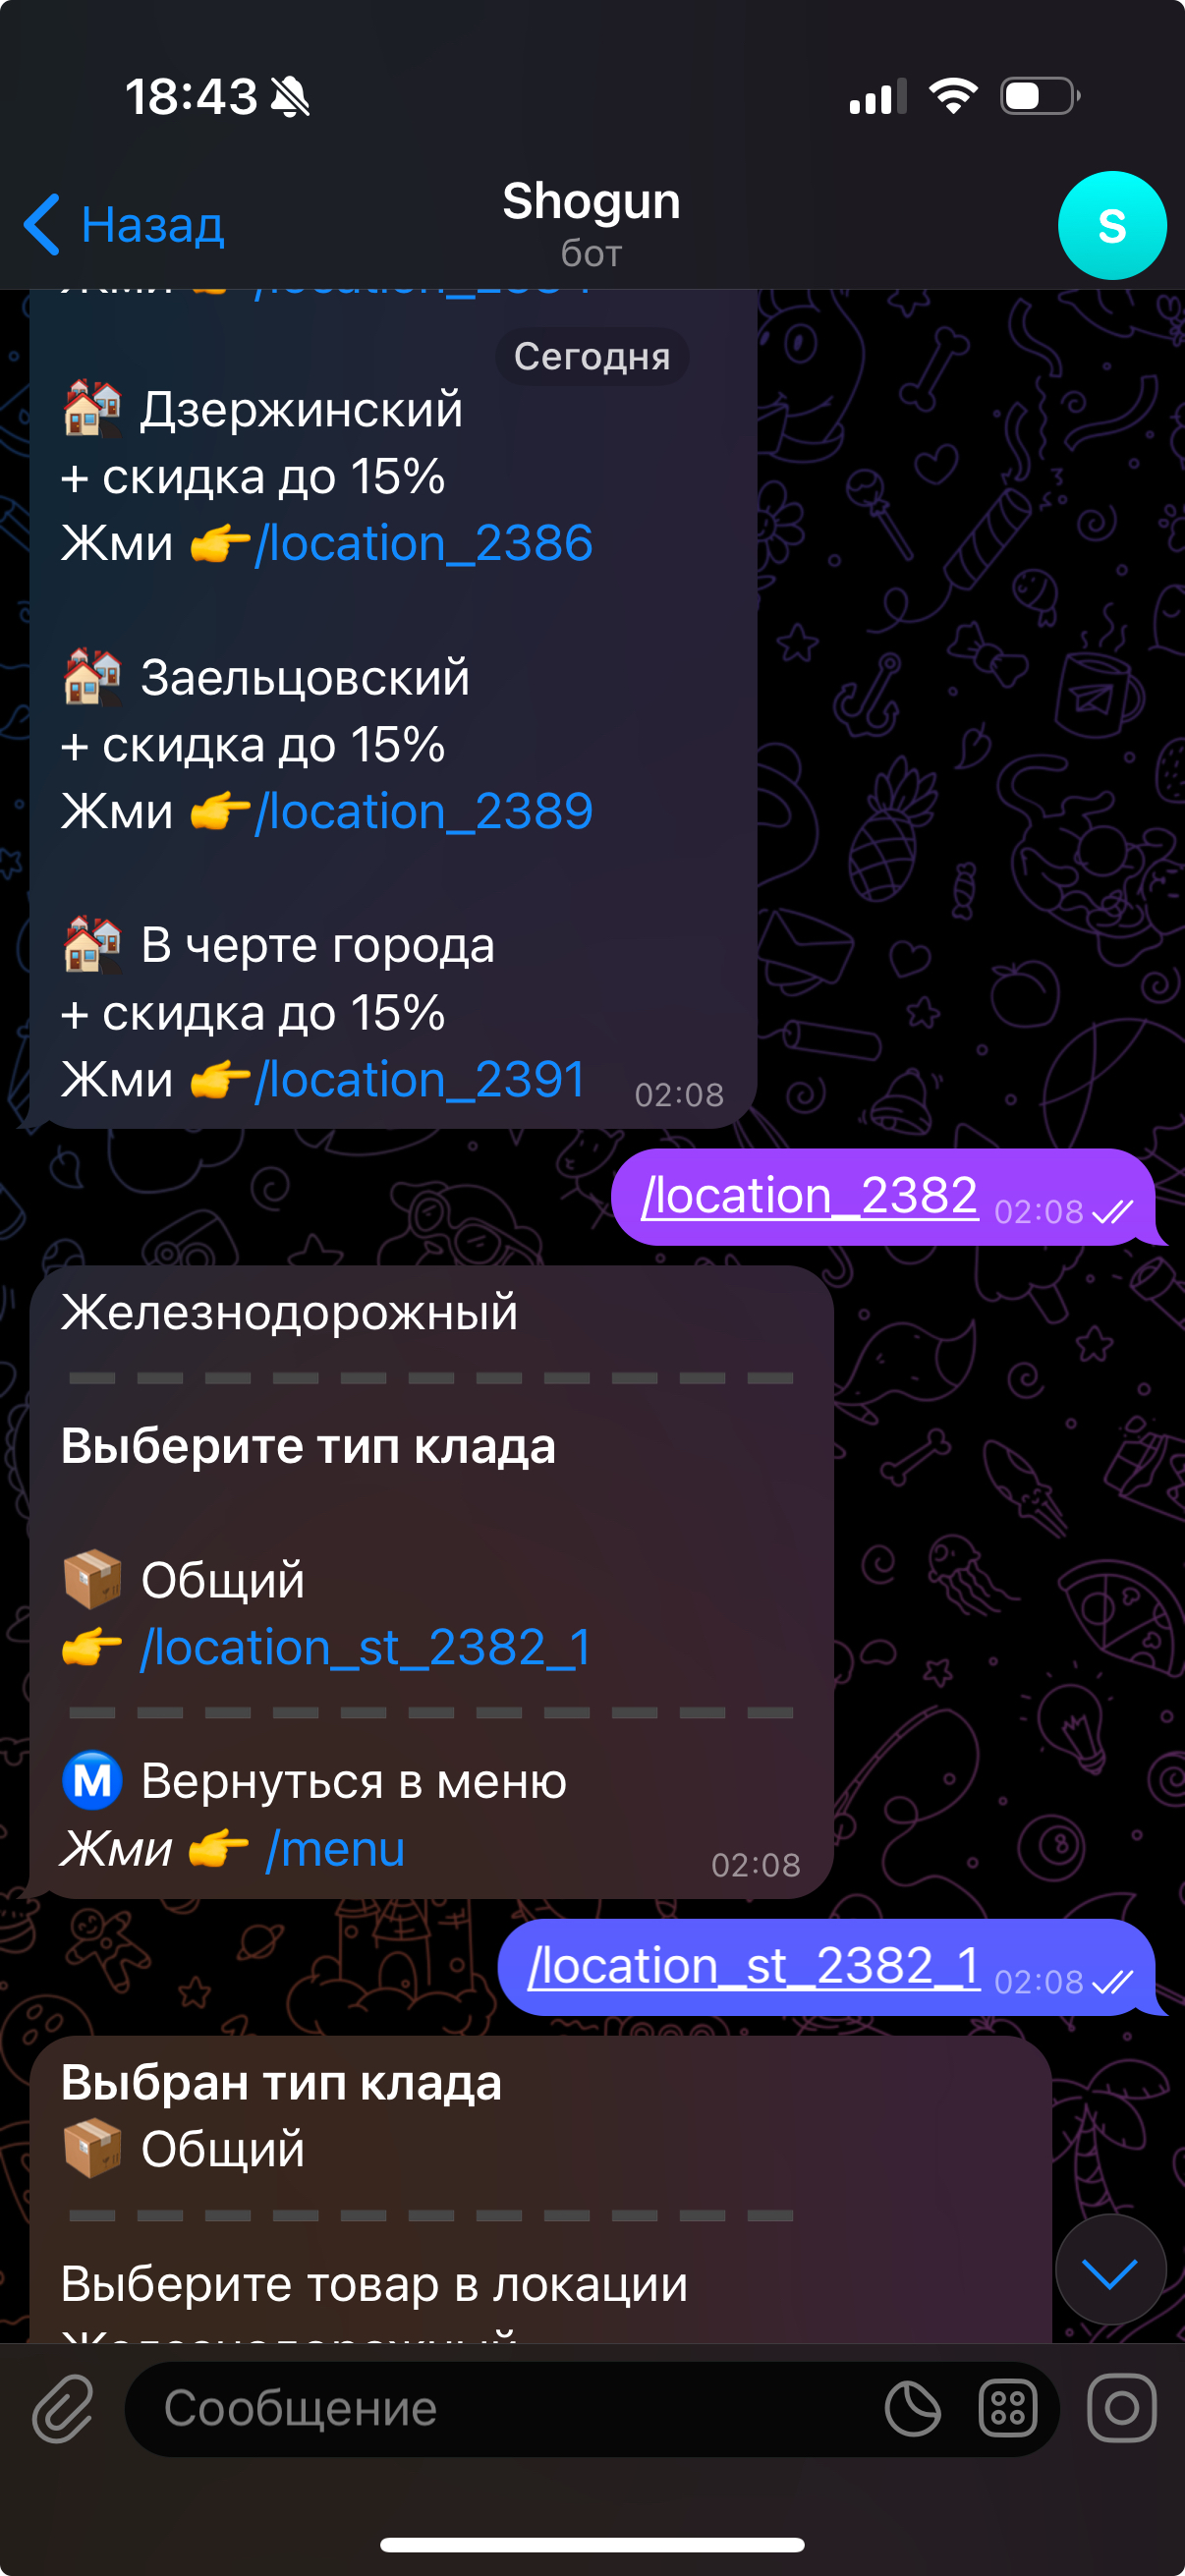 18:43
Назад
Shogun
бот
S
Сегодня
🏘 Дзержинский
+ скидка до 15%
Жми 👉/location_2386
🏘 Заельцовский
+ скидка до 15%
Жми 👉/location_2389
🏘 В черте города
+ скидка до 15%
Жми 👉/location_2391
02:08
/location_2382 02:08
Железнодорожный
Выберите тип клада
📦 Общий
👉 /location_st_2382_1
Ⓜ️ Вернуться в меню
Жми 👉 /menu
02:08
/location_st_2382_1 02:08
Выбран тип клада
📦 Общий
Выберите товар в локации
Сообщение